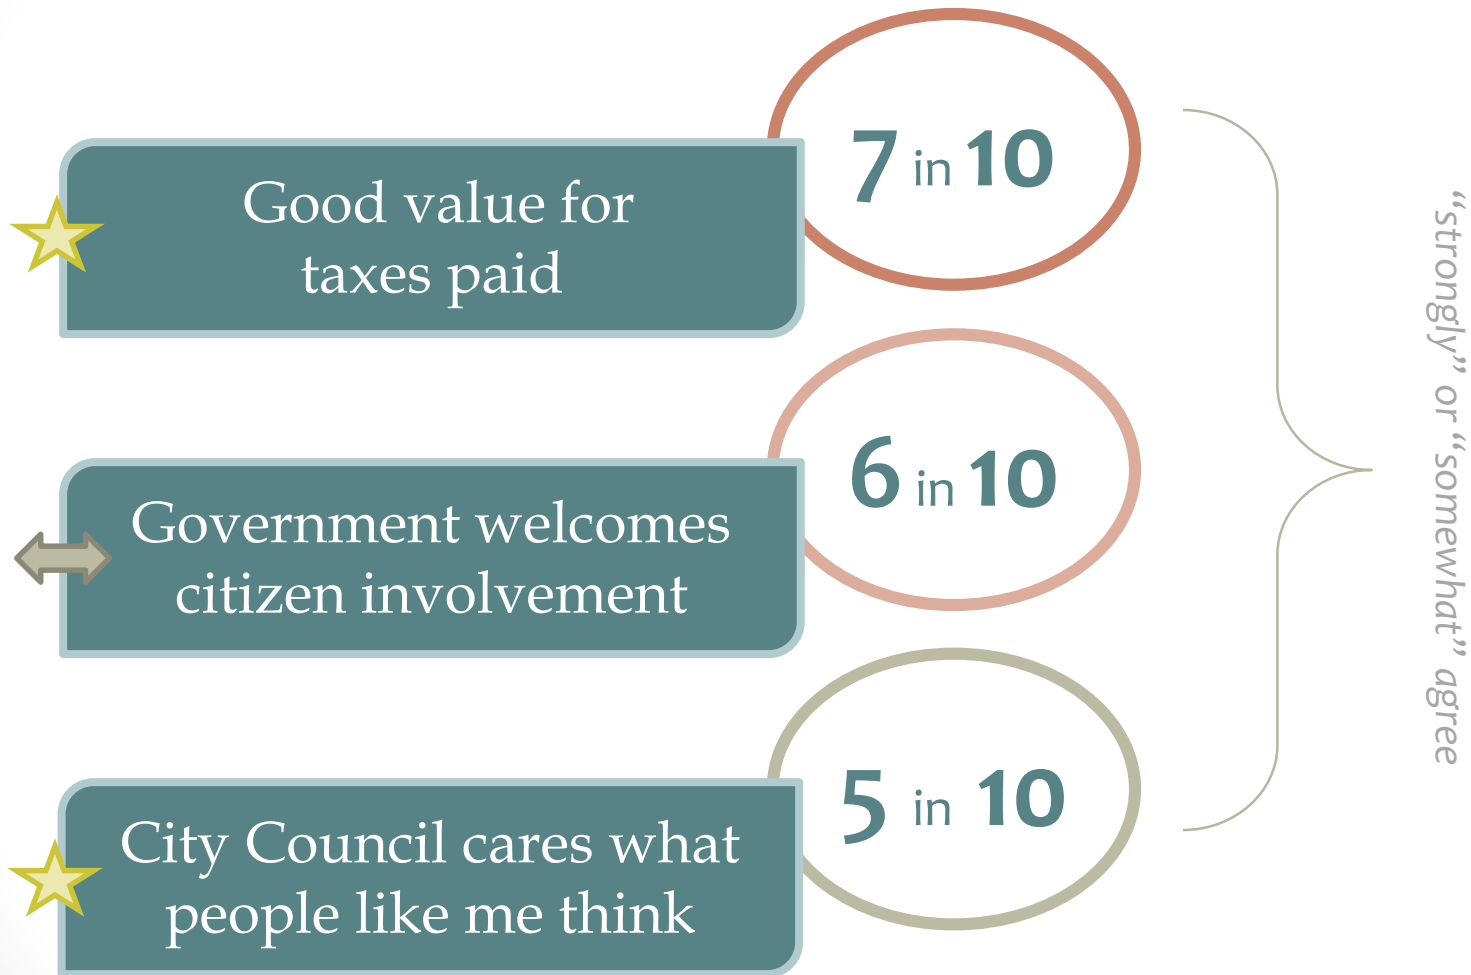 Good value for
taxes paid
7 in 10
Government welcomes
citizen involvement
6 in 10
City Council cares what
people like me think
5 in 10
“strongly” or “somewhat” agree